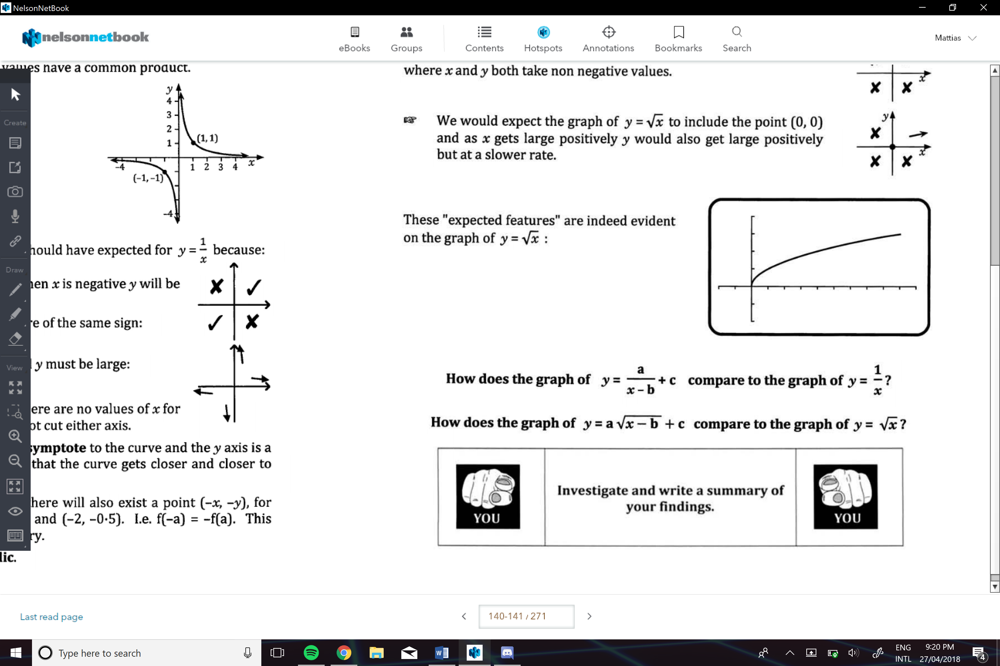 NelsonNetBook
nelsonnetbook
eBooks
Groups
Contents
Hotspots
Annotations
Bookmarks
Search
Mattias
Create
Draw
View
values have a common product.
y
4
3
2
1
(1, 1)
-4
1 2 3 4 x
(-1, -1)
-4
hould have expected for y = 1/x because:
hen x is negative y will be
re of the same sign:
y must be large:
ere are no values of x for
ot cut either axis.
symptote to the curve and the y axis is a
that the curve gets closer and closer to
here will also exist a point (-x, -y), for
and (-2, -0·5). I.e. f(-a) = -f(a). This
ry.
lic.
where x and y both take non negative values.
x
We would expect the graph of y = √x to include the point (0, 0)
and as x gets large positively y would also get large positively
but at a slower rate.
y
x
These "expected features" are indeed evident
on the graph of y = √x :
How does the graph of y = a/(x – b) + c compare to the graph of y = 1/x ?
How does the graph of y = a √(x – b) + c compare to the graph of y = √x ?
YOU
Investigate and write a summary of
your findings.
YOU
Last read page
140-141 / 271
Type here to search
ENG
INTL
9:20 PM
27/04/2018
4